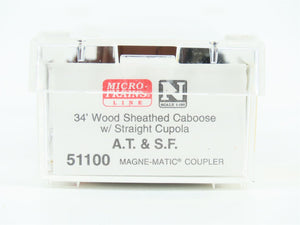 MICRO-
TRAINS
LINE
N
SCALE 1:160
34' Wood Sheathed Caboose
w/ Straight Cupola
A.T. & S.F.
51100 MAGNE-MATIC® COUPLER